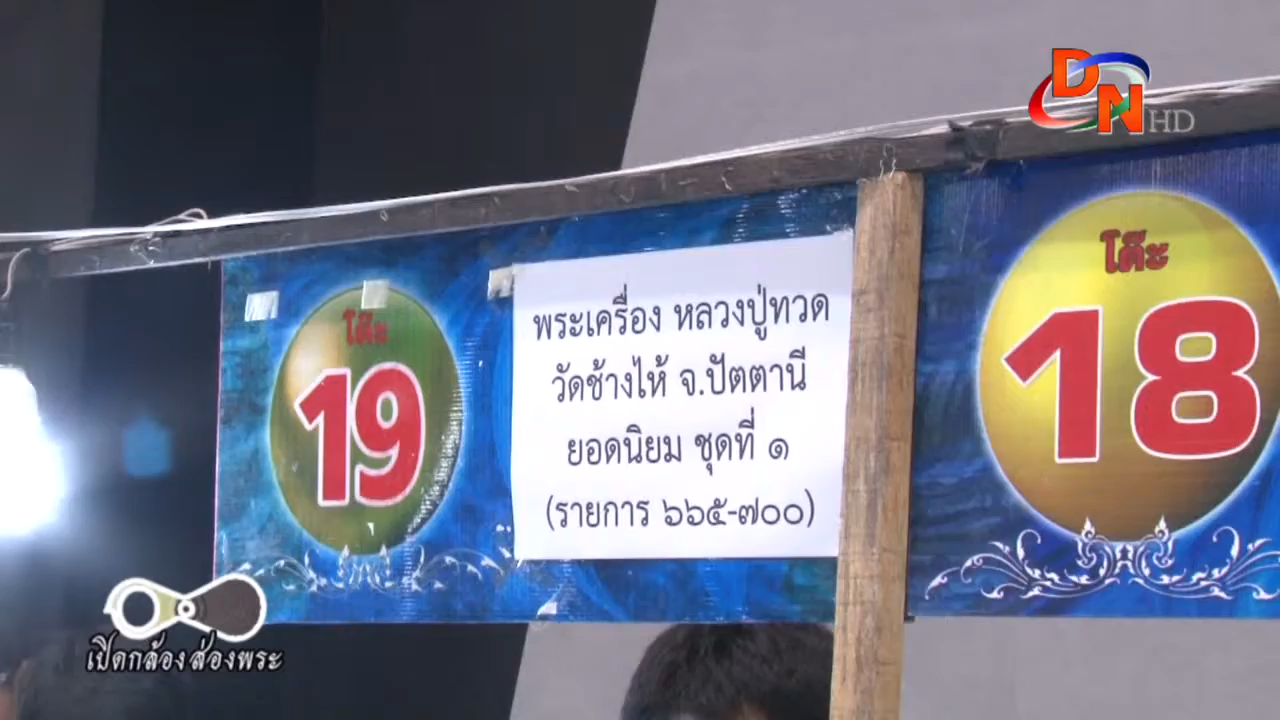 DN HD
โต๊ะ
19
พระเครื่อง หลวงปู่ทวด
วัดช้างไห้ จ.ปัตตานี
ยอดนิยม ชุดที่ ๑
(รายการ ๖๖๕-๗๐๐)
โต๊ะ
18
เปิดกล้องส่องพระ